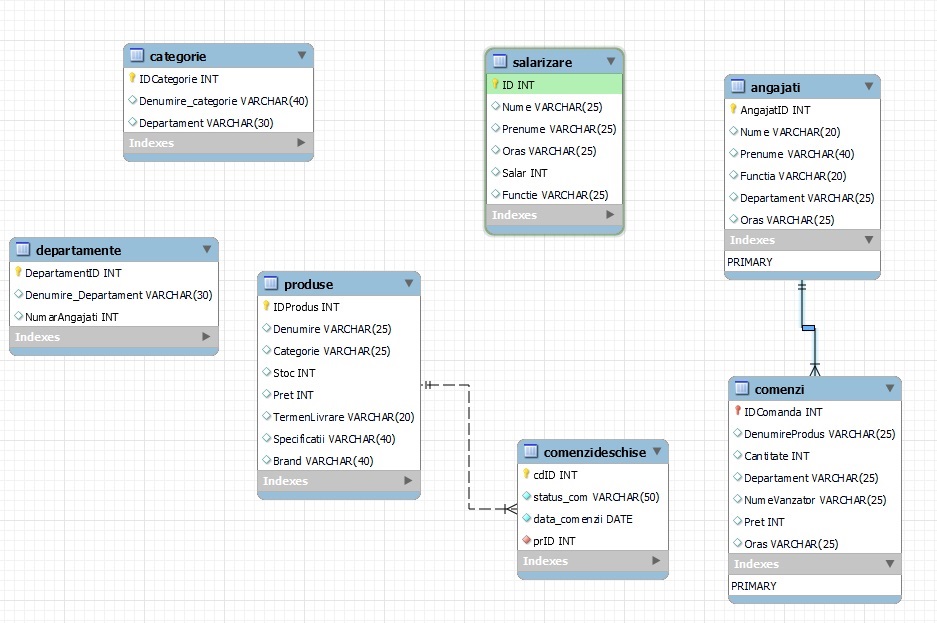 categorie
IDCategorie INT
Denumire_categorie VARCHAR(40)
Departament VARCHAR(30)
Indexes
salarizare
ID INT
Nume VARCHAR(25)
Prenume VARCHAR(25)
Oras VARCHAR(25)
Salar INT
Functie VARCHAR(25)
Indexes
angajati
AngajatID INT
Nume VARCHAR(20)
Prenume VARCHAR(40)
Functia VARCHAR(20)
Departament VARCHAR(25)
Oras VARCHAR(25)
Indexes
PRIMARY
departamente
DepartamentID INT
Denumire_Departament VARCHAR(30)
NumarAngajati INT
Indexes
produse
IDProdus INT
Denumire VARCHAR(25)
Categorie VARCHAR(25)
Stoc INT
Pret INT
TermenLivrare VARCHAR(20)
Specificatii VARCHAR(40)
Brand VARCHAR(40)
Indexes
comenzideschise
cdID INT
status_com VARCHAR(50)
data_comenzii DATE
prID INT
Indexes
comenzi
IDComanda INT
DenumireProdus VARCHAR(25)
Cantitate INT
Departament VARCHAR(25)
NumeVanzator VARCHAR(25)
Pret INT
Oras VARCHAR(25)
Indexes
PRIMARY